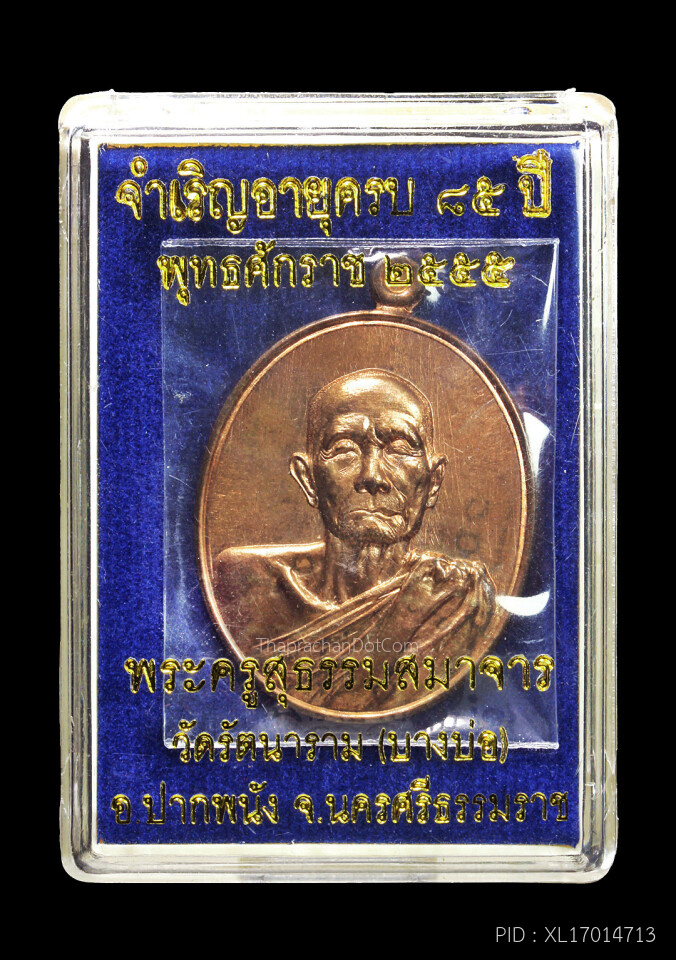 จำเริญอายุครบ ๘๕ ปี
พุทธศักราช ๒๕๕๕
ThaprachanDotCom
พระครูสุธรรมสมาจาร
วัดรัตนาราม (บางบ่อ)
อ.ปากพนัง จ.นครศรีธรรมราช
PID : XL17014713